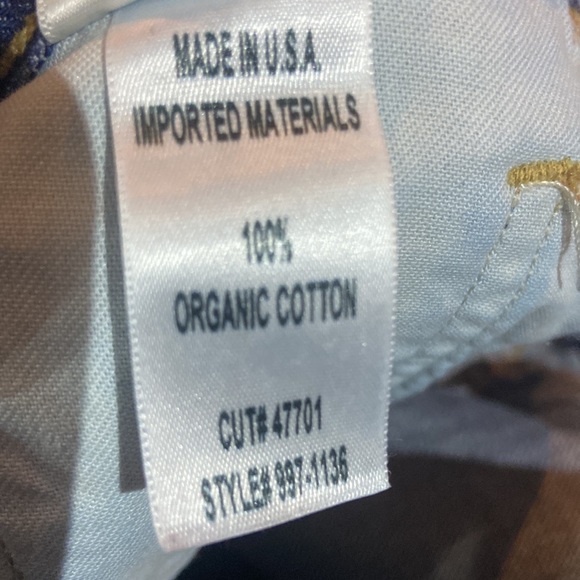 MADE IN U.S.A.
IMPORTED MATERIALS
100%
ORGANIC COTTON
CUT# 47701
STYLE# 997-1136